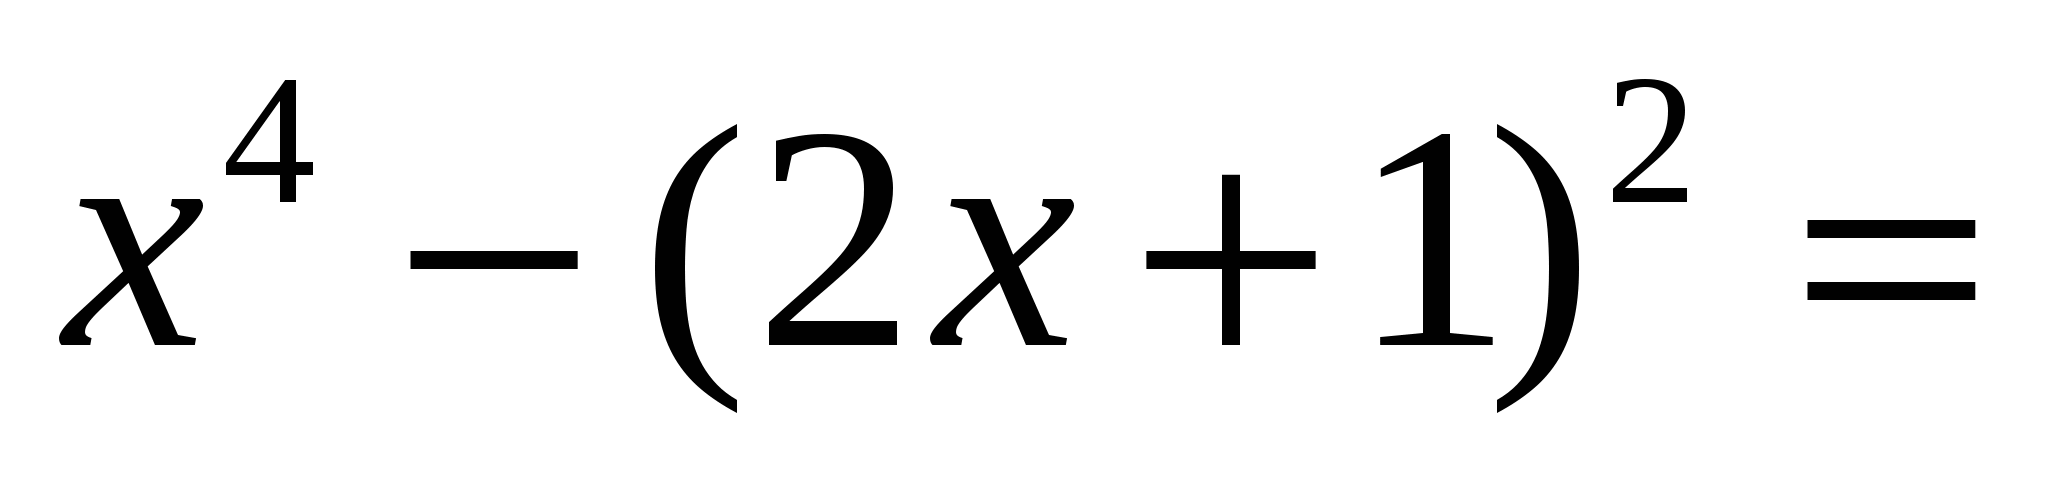 x⁴ − (2x + 1)² =